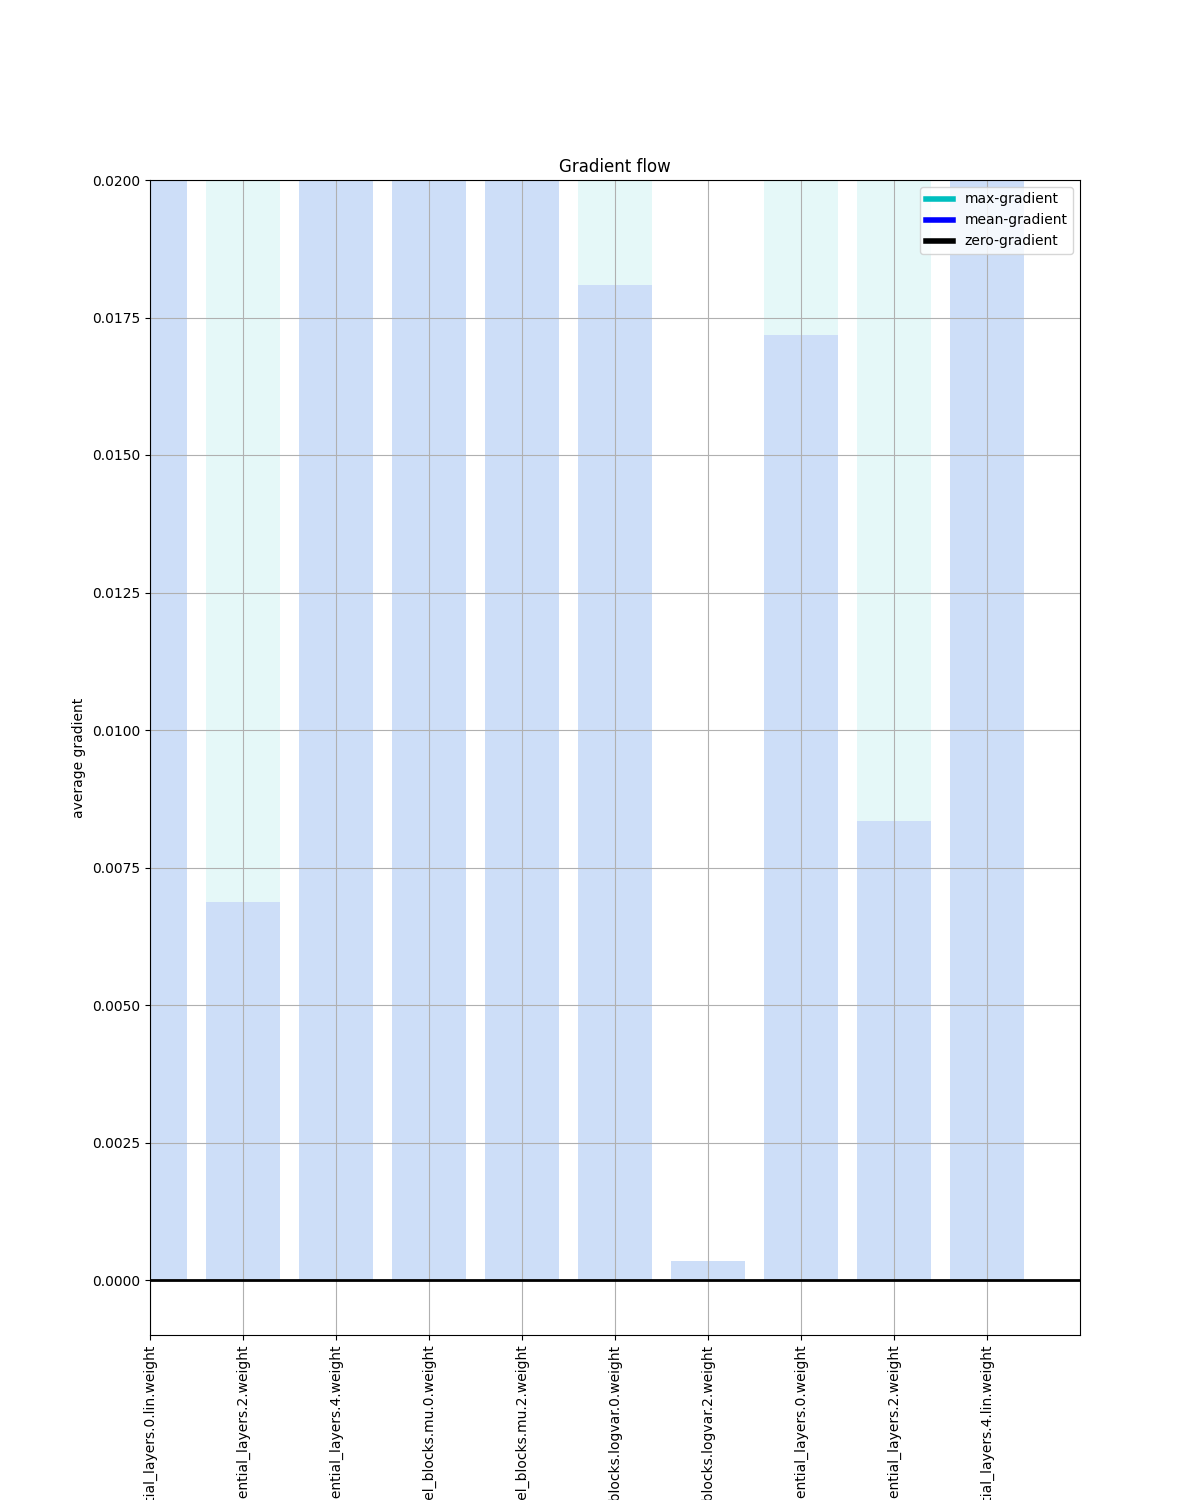 Gradient flow
max-gradient
mean-gradient
zero-gradient
average gradient
0.0200
0.0175
0.0150
0.0125
0.0100
0.0075
0.0050
0.0025
0.0000
tial_layers.0.lin.weight
ential_layers.2.weight
ential_layers.4.weight
el_blocks.mu.0.weight
el_blocks.mu.2.weight
blocks.logvar.0.weight
blocks.logvar.2.weight
ential_layers.0.weight
ential_layers.2.weight
tial_layers.4.lin.weight